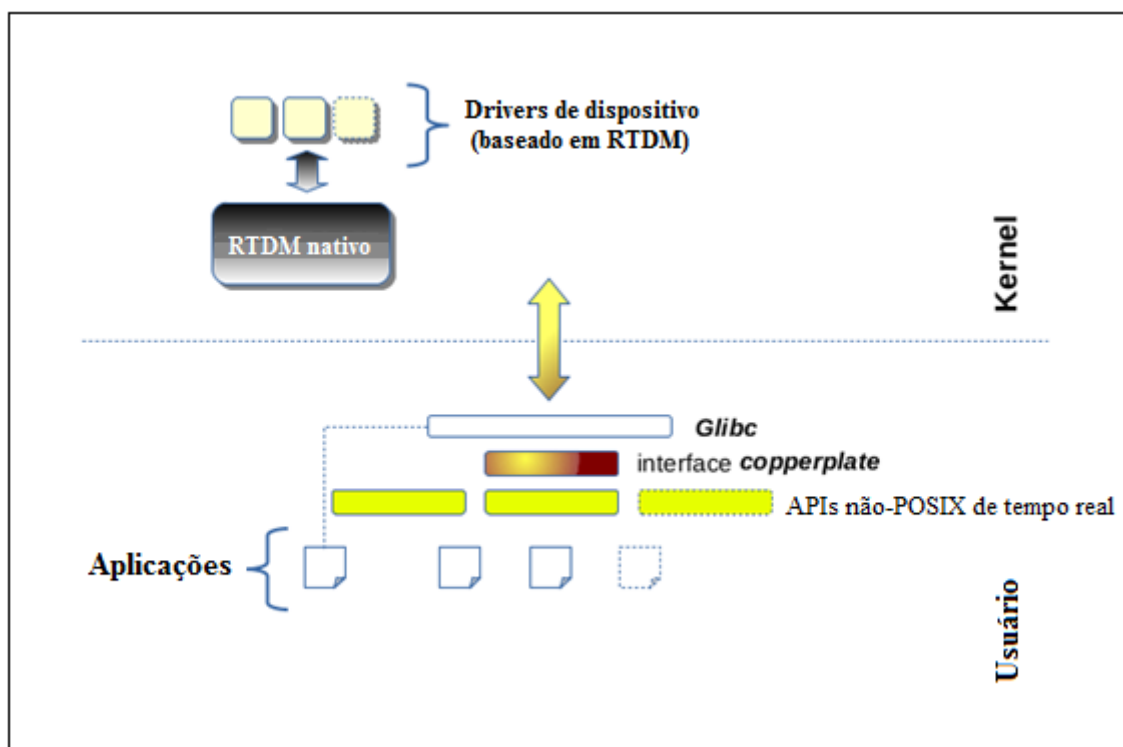 Drivers de dispositivo
(baseado em RTDM)
RTDM nativo
Kernel
Glibc
interface copperplate
APIs não-POSIX de tempo real
Aplicações
Usuário